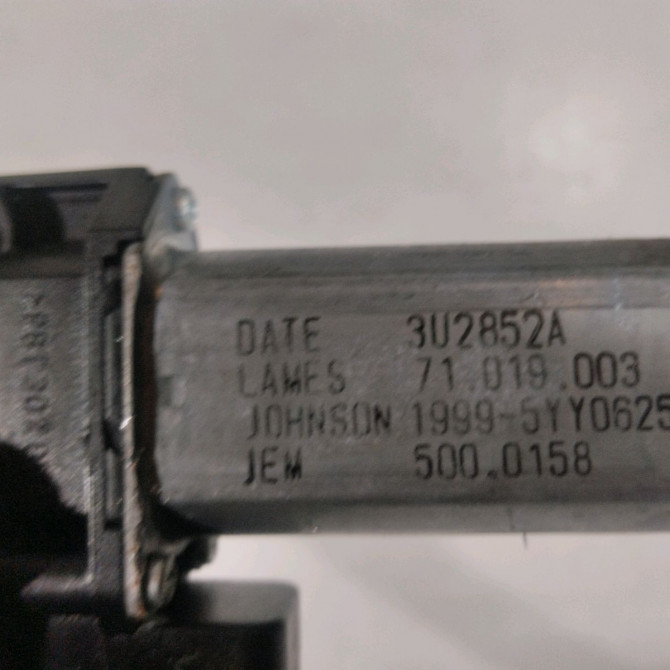 DATE 3U2852A
LAMES 71.019.003
JOHNSON 1999-5YY0625
JEM 500.0158